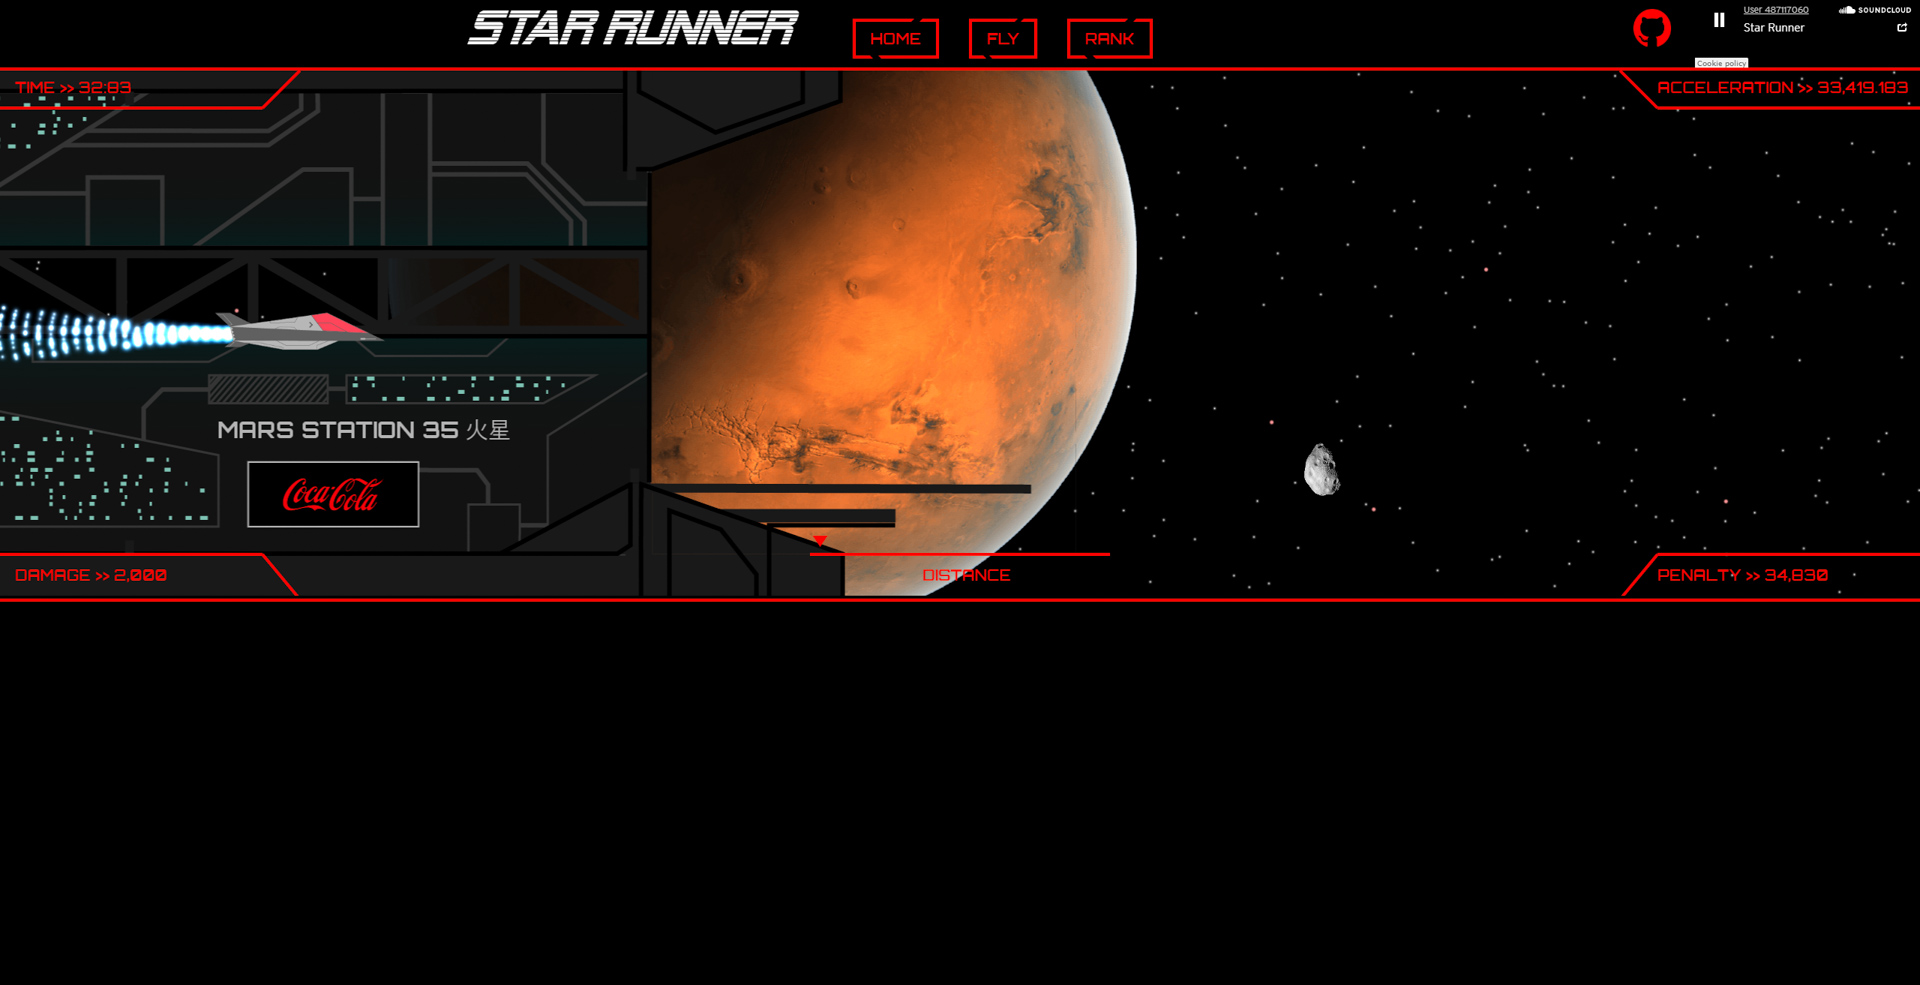 STAR RUNNER
HOME
FLY
RANK
User 487117060
SOUNDCLOUD
Star Runner
Cookie policy
TIME >> 32:83
ACCELERATION >> 33,419,183
MARS STATION 35 火星
Coca-Cola
DAMAGE >> 2,000
DISTANCE
PENALTY >> 34,830